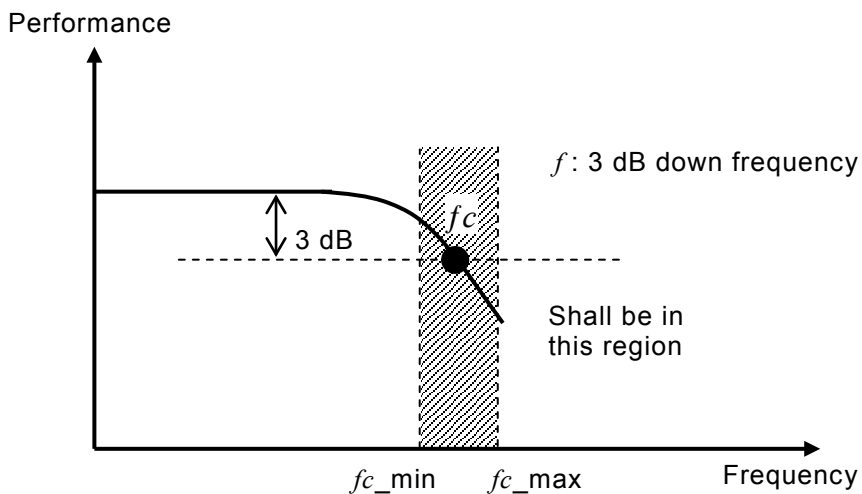 Performance
f : 3 dB down frequency
fc
3 dB
Shall be in
this region
fc_min
fc_max
Frequency